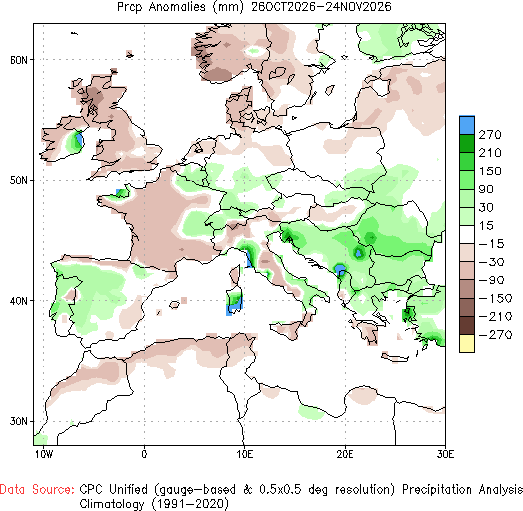 Prcp Anomalies (mm) 26OCT2026-24NOV2026
60N
50N
40N
30N
10W 0 10E 20E 30E
270
210
150
90
30
15
-15
-30
-90
-150
-210
-270
Data Source: CPC Unified (gauge-based & 0.5x0.5 deg resolution) Precipitation Analysis
Climatology (1991-2020)